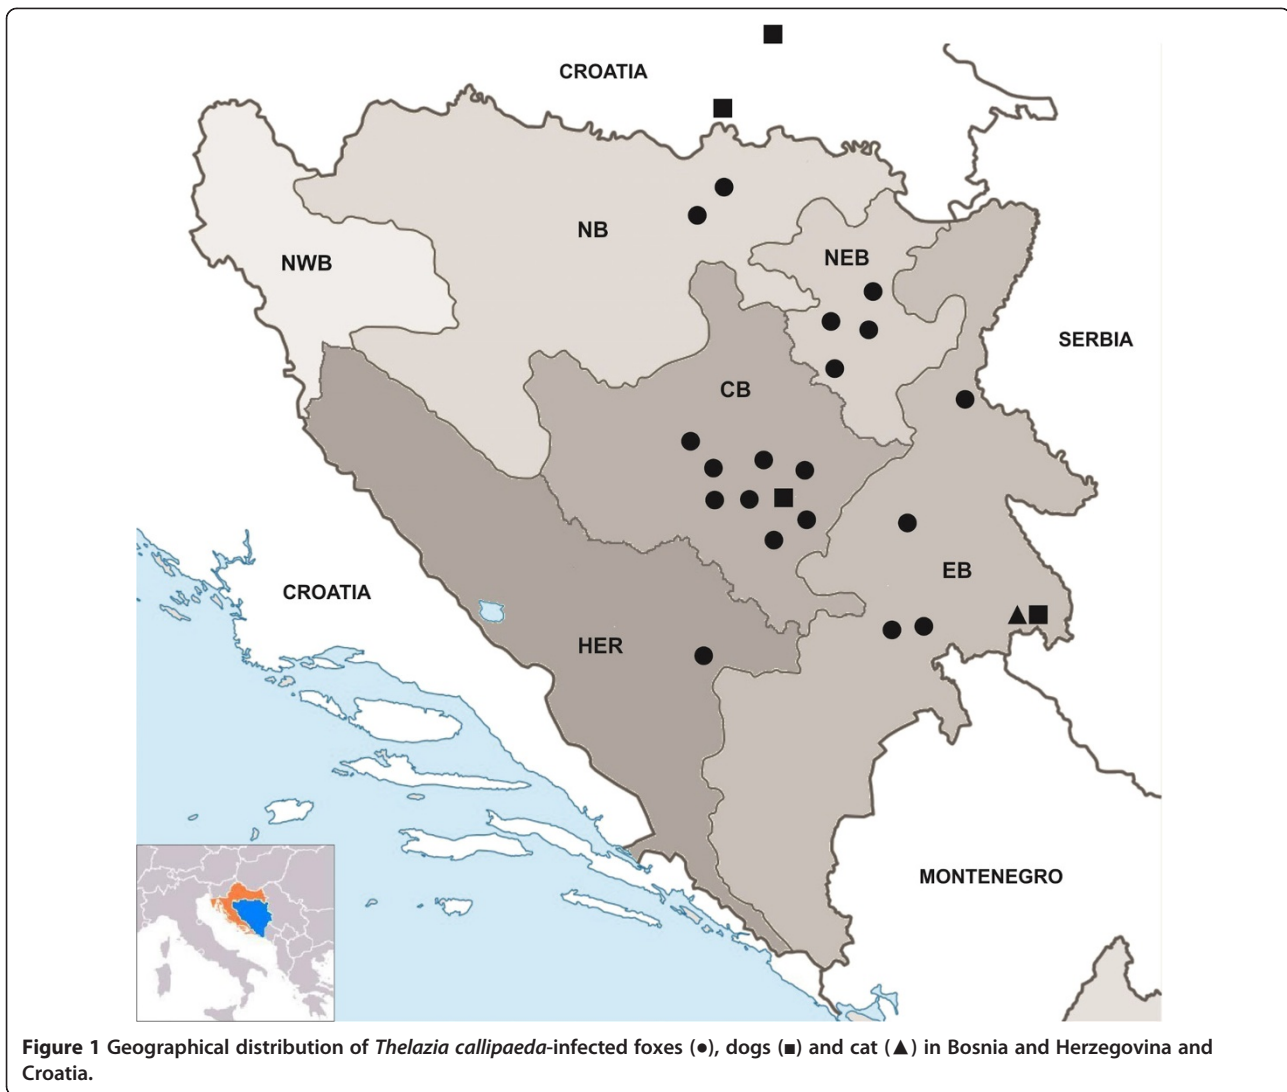 CROATIA
NB
NEB
NWB
SERBIA
CB
EB
CROATIA
HER
MONTENEGRO
Figure 1 Geographical distribution of Thelazia callipaeda-infected foxes (●), dogs (■) and cat (▲) in Bosnia and Herzegovina and
Croatia.